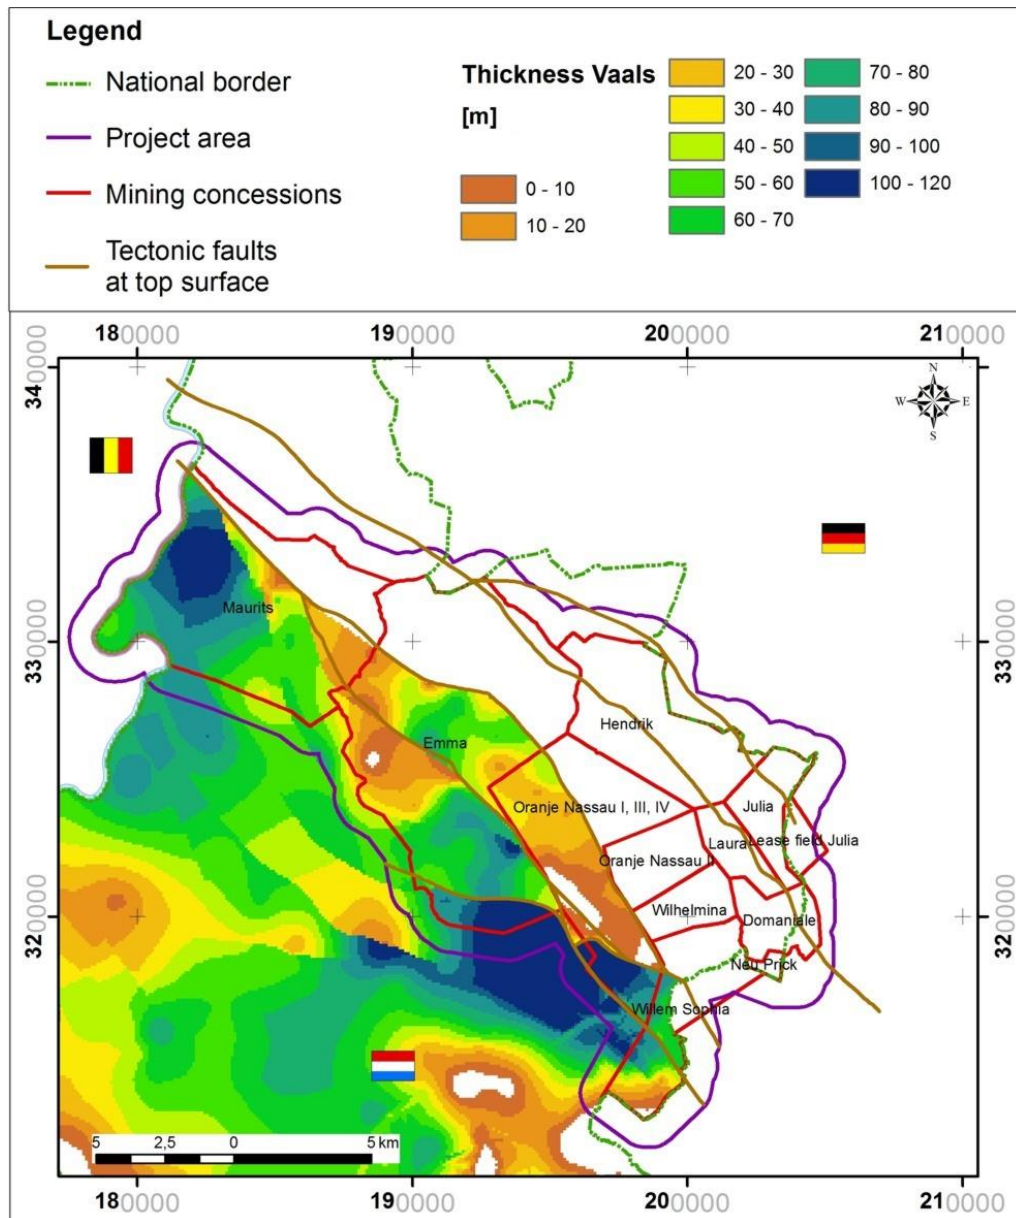 Legend
National border
Project area
Mining concessions
Tectonic faults
at top surface
Thickness Vaals
[m]
0 - 10
10 - 20
20 - 30
30 - 40
40 - 50
50 - 60
60 - 70
70 - 80
80 - 90
90 - 100
100 - 120
180000 190000 200000 210000
340000 340000
N
W E
S
Maurits
330000 330000
Hendrik
Emma
Oranje Nassau I, III, IV
Julia
Laura
Lease field Julia
Oranje Nassau II
Wilhelmina
Domaniale
320000 320000
Neu Prick
Willem Sophia
5 2,5 0 5 km
180000 190000 200000 210000